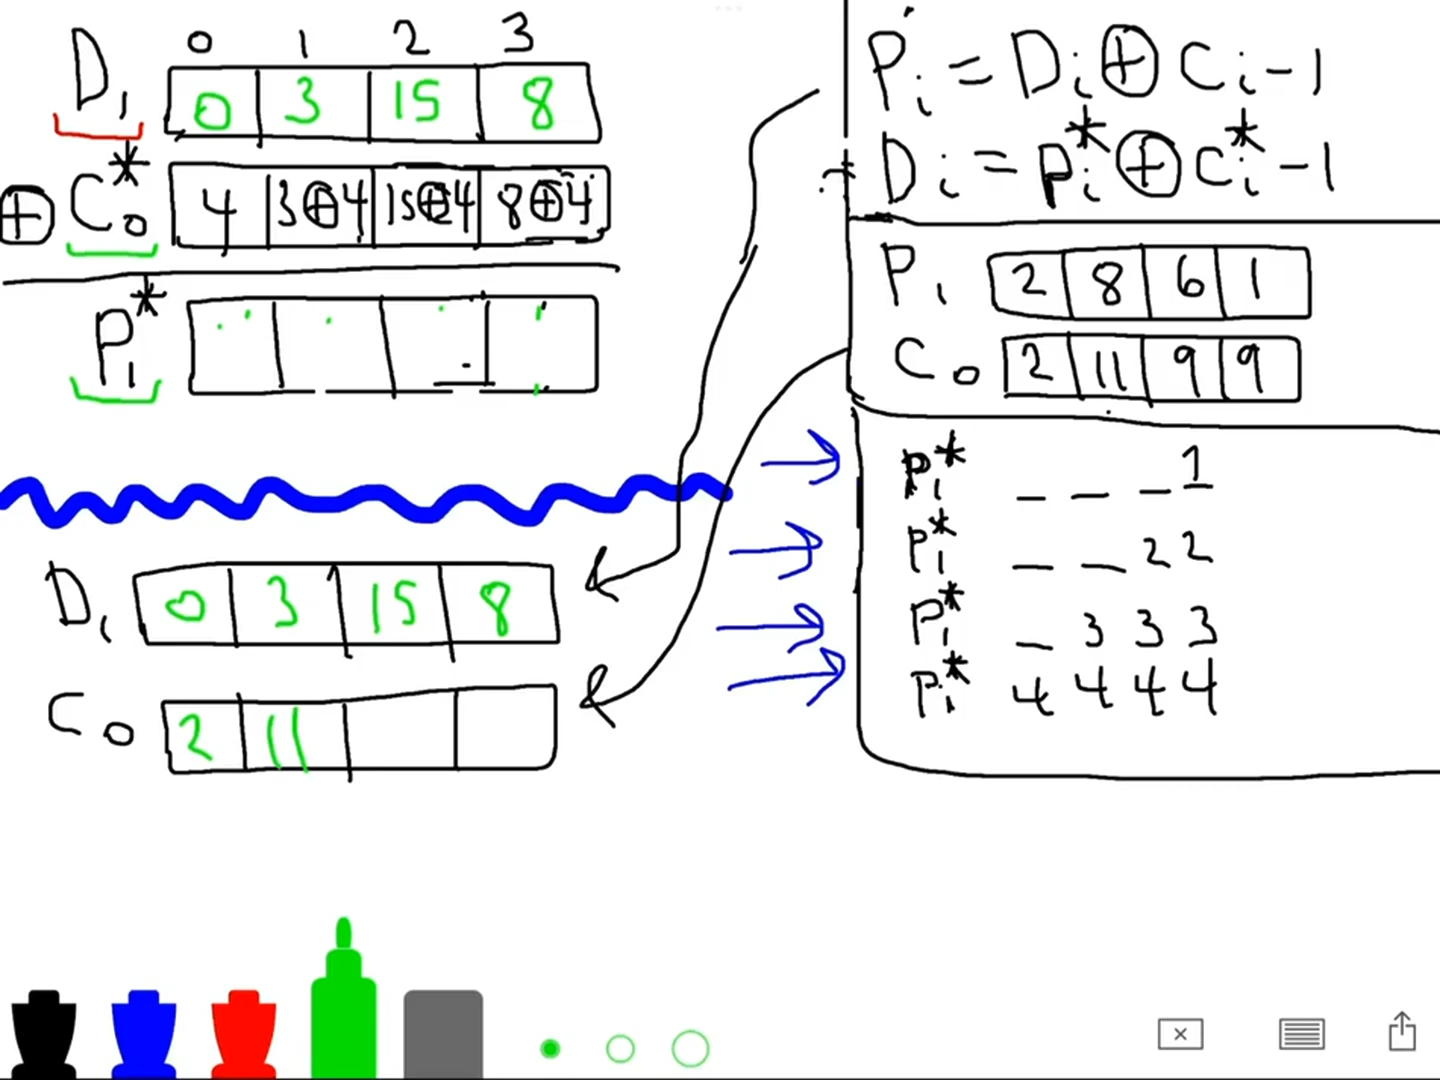 0 1 2 3
D1 0 3 15 8
⊕ C0* 4 3⊕4 15⊕4 8⊕4
P1*
D1 0 3 15 8
C0 2 11
Pi = Di ⊕ Ci-1
Di = Pi* ⊕ Ci*-1
P1 2 8 6 1
C0 2 11 9 9
P1* _ _ _ 1
P1* _ _ 2 2
P1* _ 3 3 3
P1* 4 4 4 4